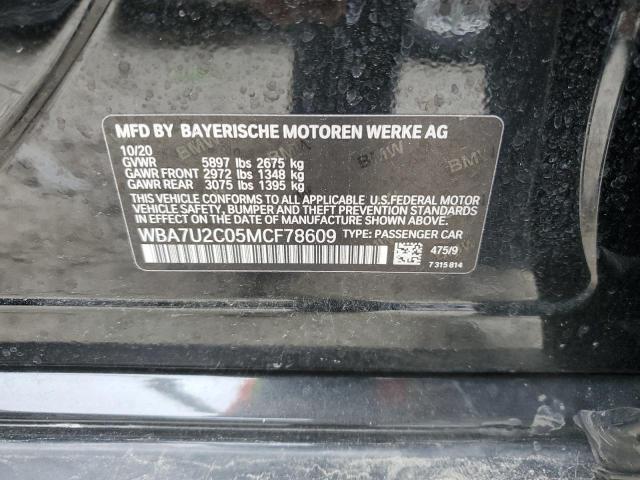 MFD BY BAYERISCHE MOTOREN WERKE AG
10/20
GVWR 5897 lbs 2675 kg
GAWR FRONT 2972 lbs 1348 kg
GAWR REAR 3075 lbs 1395 kg
THIS VEHICLE CONFORMS TO ALL APPLICABLE U.S.FEDERAL MOTOR
VEHICLE SAFETY, BUMPER, AND THEFT PREVENTION STANDARDS
IN EFFECT ON THE DATE OF MANUFACTURE SHOWN ABOVE.
WBA7U2C05MCF78609 TYPE: PASSENGER CAR
475/9
7 315 814
BMW
BMW
BMW